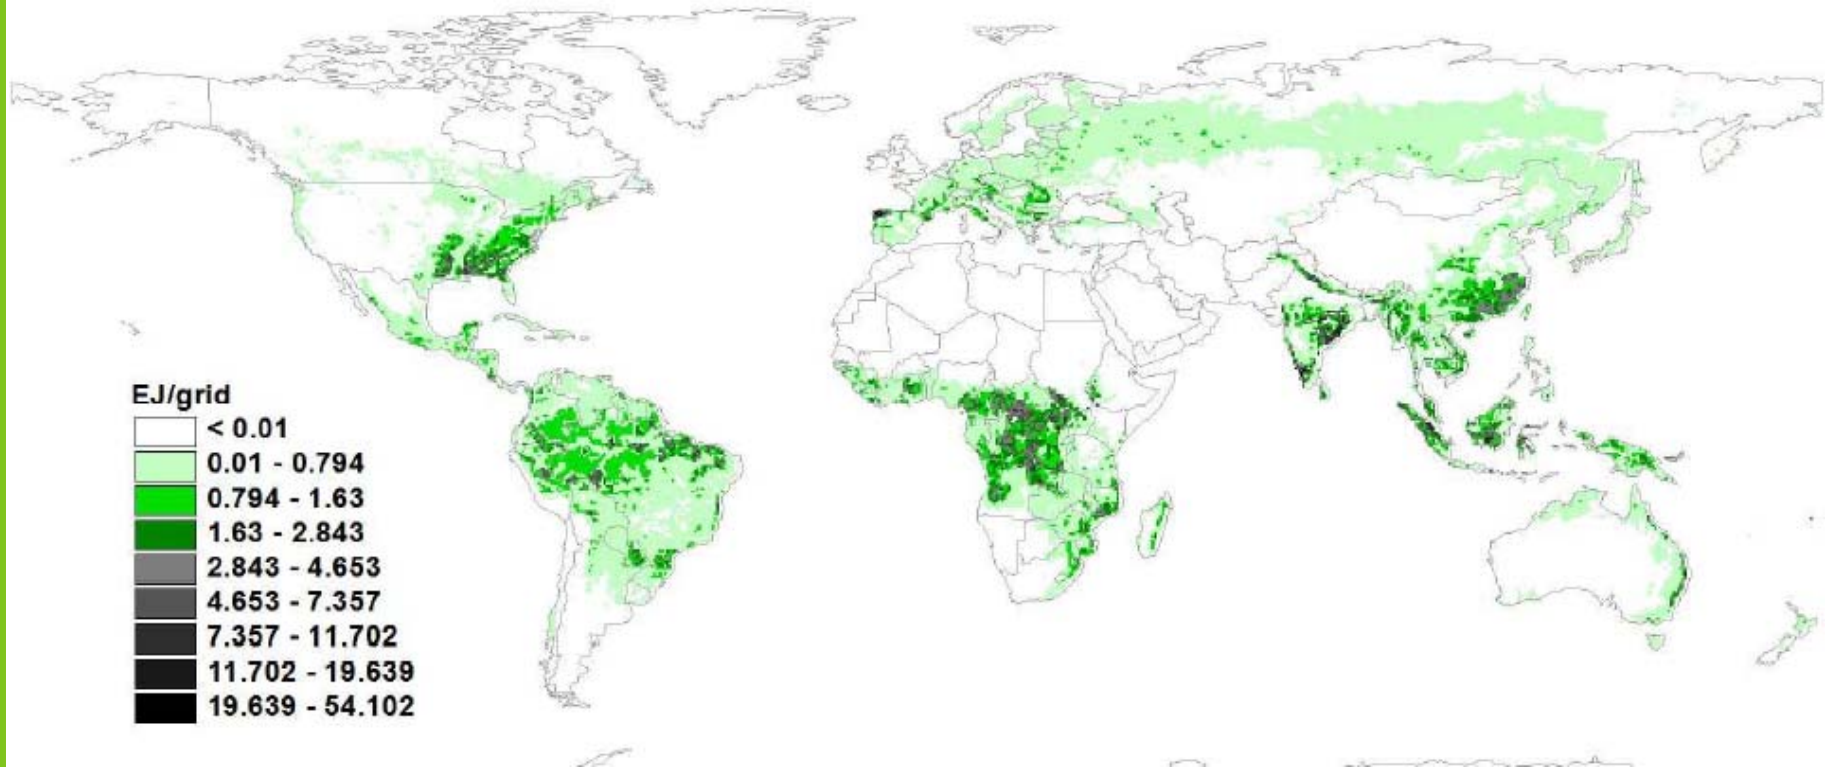 EJ/grid
< 0.01
0.01 - 0.794
0.794 - 1.63
1.63 - 2.843
2.843 - 4.653
4.653 - 7.357
7.357 - 11.702
11.702 - 19.639
19.639 - 54.102